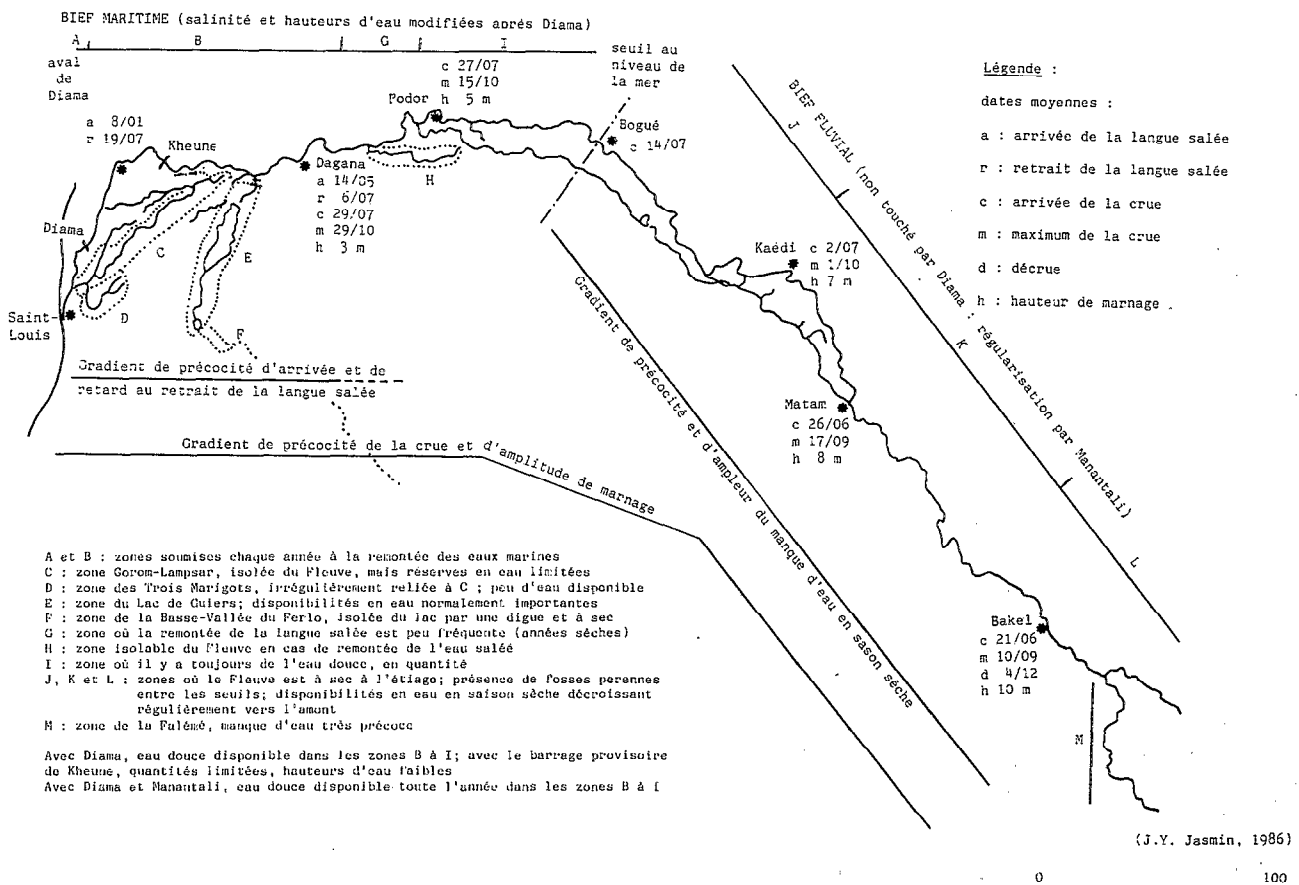 BIEF MARITIME (salinité et hauteurs d'eau modifiées après Diama)
A B G I
aval
de
Diama
seuil au
niveau de
la mer
a 8/01
r 19/07
Kheune
Diama
Saint-
Louis
C
D
E
F
Dagana
a 14/05
r 6/07
c 29/07
m 29/10
h 3 m
c 27/07
m 15/10
h 5 m
Podor
H
Bogué
c 14/07
Kaédi c 2/07
m 1/10
h 7 m
Matam
c 26/06
m 17/09
h 8 m
Bakel
c 21/06
m 10/09
d 4/12
h 10 m
M
BIEF FLUVIAL (non touché par Diama : régularisation par Manantali)
J
K
L
Légende :
dates moyennes :
a : arrivée de la langue salée
r : retrait de la langue salée
c : arrivée de la crue
m : maximum de la crue
d : décrue
h : hauteur de marnage
Gradient de précocité d'arrivée et de
retard au retrait de la langue salée
Gradient de précocité de la crue et d'amplitude de marnage
Gradient de précocité et d'ampleur du manque d'eau en sason sèche
A et B : zones soumises chaque année à la remontée des eaux marines
C : zone Gorom-Lampsar, isolée du Fleuve, mais réserves en eau limitées
D : zone des Trois Marigots, irrégulièrement reliée à C ; peu d'eau disponible
E : zone du Lac de Guiers; disponibilités en eau normalement importantes
F : zone de la Basse-Vallée du Ferlo, isolée du lac par une digue et à sec
G : zone où la remontée de la langue salée est peu fréquente (années sèches)
H : zone isolable du Fleuve en cas de remontée de l'eau salée
I : zone où il y a toujours de l'eau douce, en quantité
J, K et L : zones où le Fleuve est à sec à l'étiage; présence de fosses perennes
entre les seuils; disponibilités en eau en saison sèche décroissant
régulièrement vers l'amont
M : zone de la Falémé, manque d'eau très précoce
Avec Diama, eau douce disponible dans les zones B à I; avec le barrage provisoire
de Kheune, quantités limitées, hauteurs d'eau faibles
Avec Diama et Manantali, eau douce disponible toute l'année dans les zones B à I
(J.Y. Jasmin, 1986)
0 100